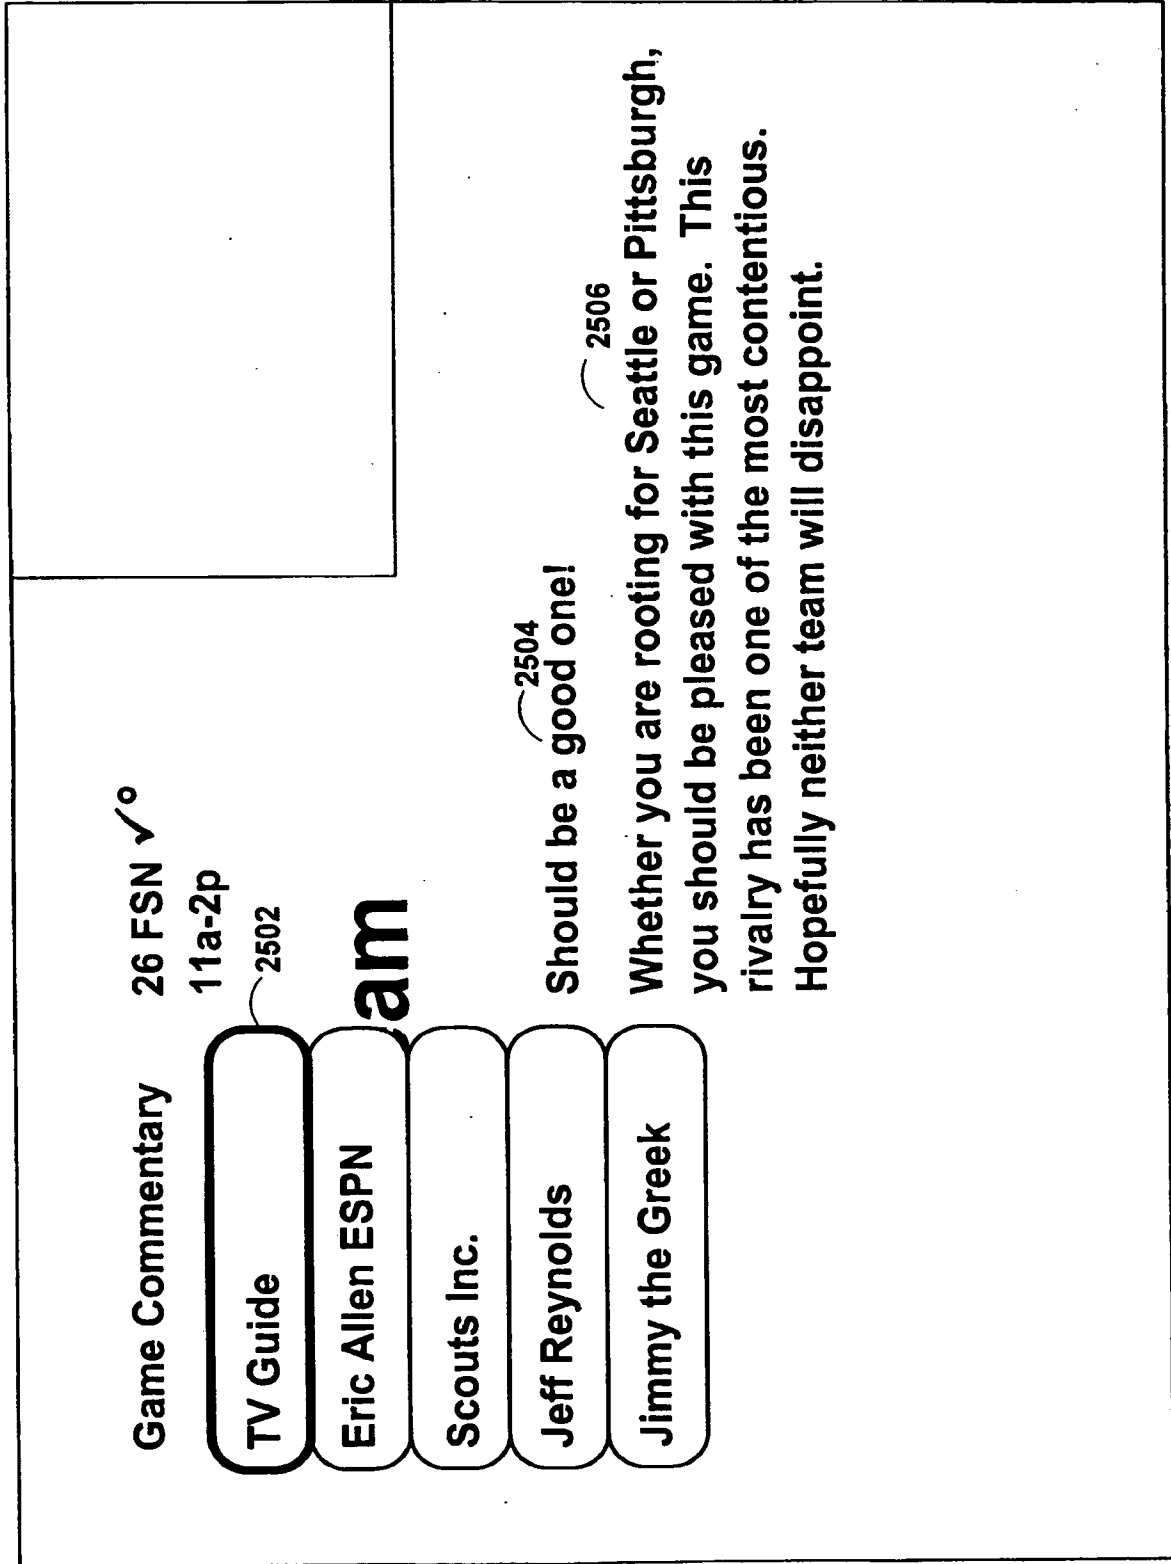 Game Commentary
26 FSN ✓°
11a-2p
2502
TV Guide
Eric Allen ESPN
am
Scouts Inc.
Jeff Reynolds
Jimmy the Greek
2504
Should be a good one!
2506
Whether you are rooting for Seattle or Pittsburgh,
you should be pleased with this game. This
rivalry has been one of the most contentious.
Hopefully neither team will disappoint.